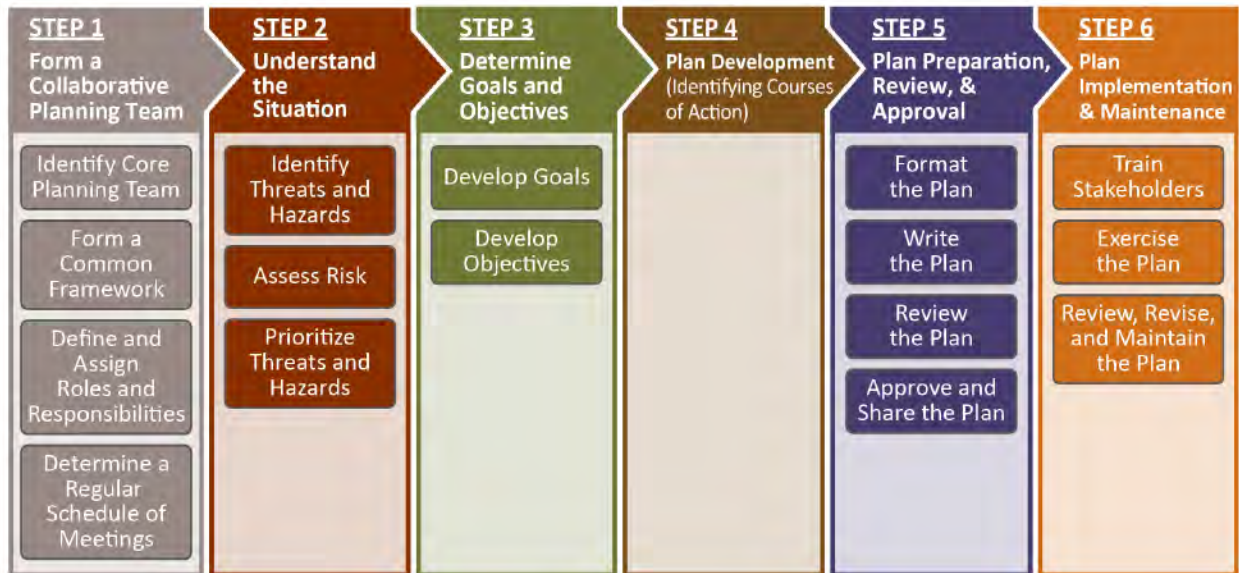 STEP 1
Form a
Collaborative
Planning Team
Identify Core
Planning Team
Form a
Common
Framework
Define and
Assign
Roles and
Responsibilities
Determine a
Regular
Schedule of
Meetings
STEP 2
Understand
the
Situation
Identify
Threats and
Hazards
Assess Risk
Prioritize
Threats and
Hazards
STEP 3
Determine
Goals and
Objectives
Develop Goals
Develop
Objectives
STEP 4
Plan Development
(Identifying Courses
of Action)
STEP 5
Plan Preparation,
Review, &
Approval
Format
the Plan
Write
the Plan
Review
the Plan
Approve and
Share the Plan
STEP 6
Plan
Implementation
& Maintenance
Train
Stakeholders
Exercise
the Plan
Review, Revise,
and Maintain
the Plan